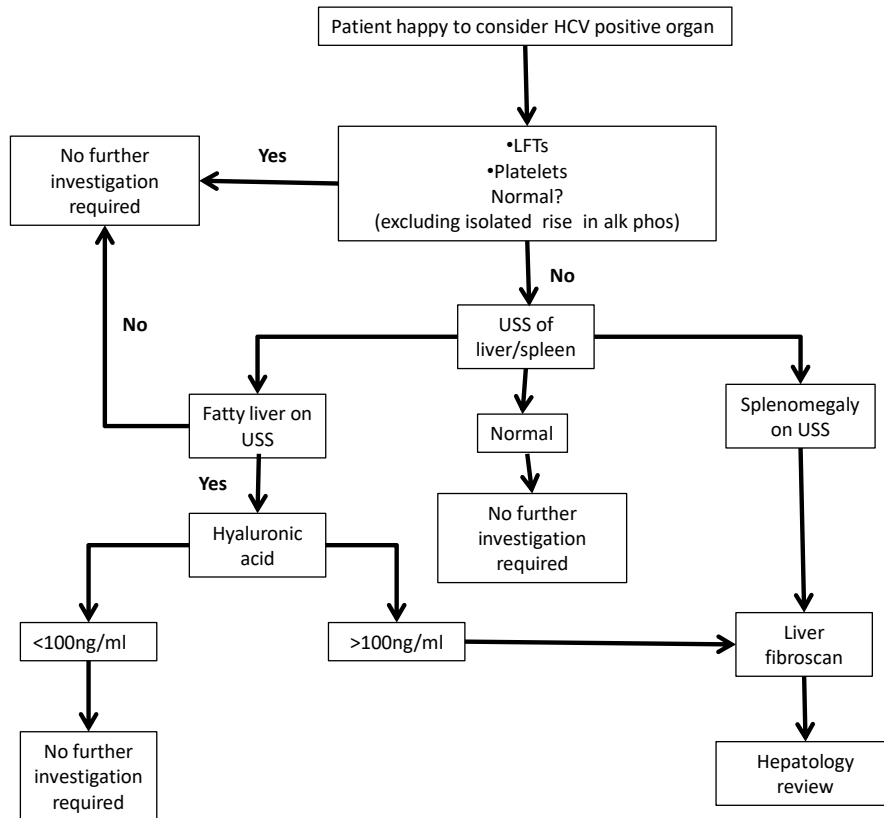 Patient happy to consider HCV positive organ
•LFTs
•Platelets
Normal?
(excluding isolated rise in alk phos)
Yes
No further
investigation
required
No
No
USS of
liver/spleen
Fatty liver on
USS
Normal
Splenomegaly
on USS
Yes
Hyaluronic
acid
No further
investigation
required
<100ng/ml
>100ng/ml
Liver
fibroscan
No further
investigation
required
Hepatology
review